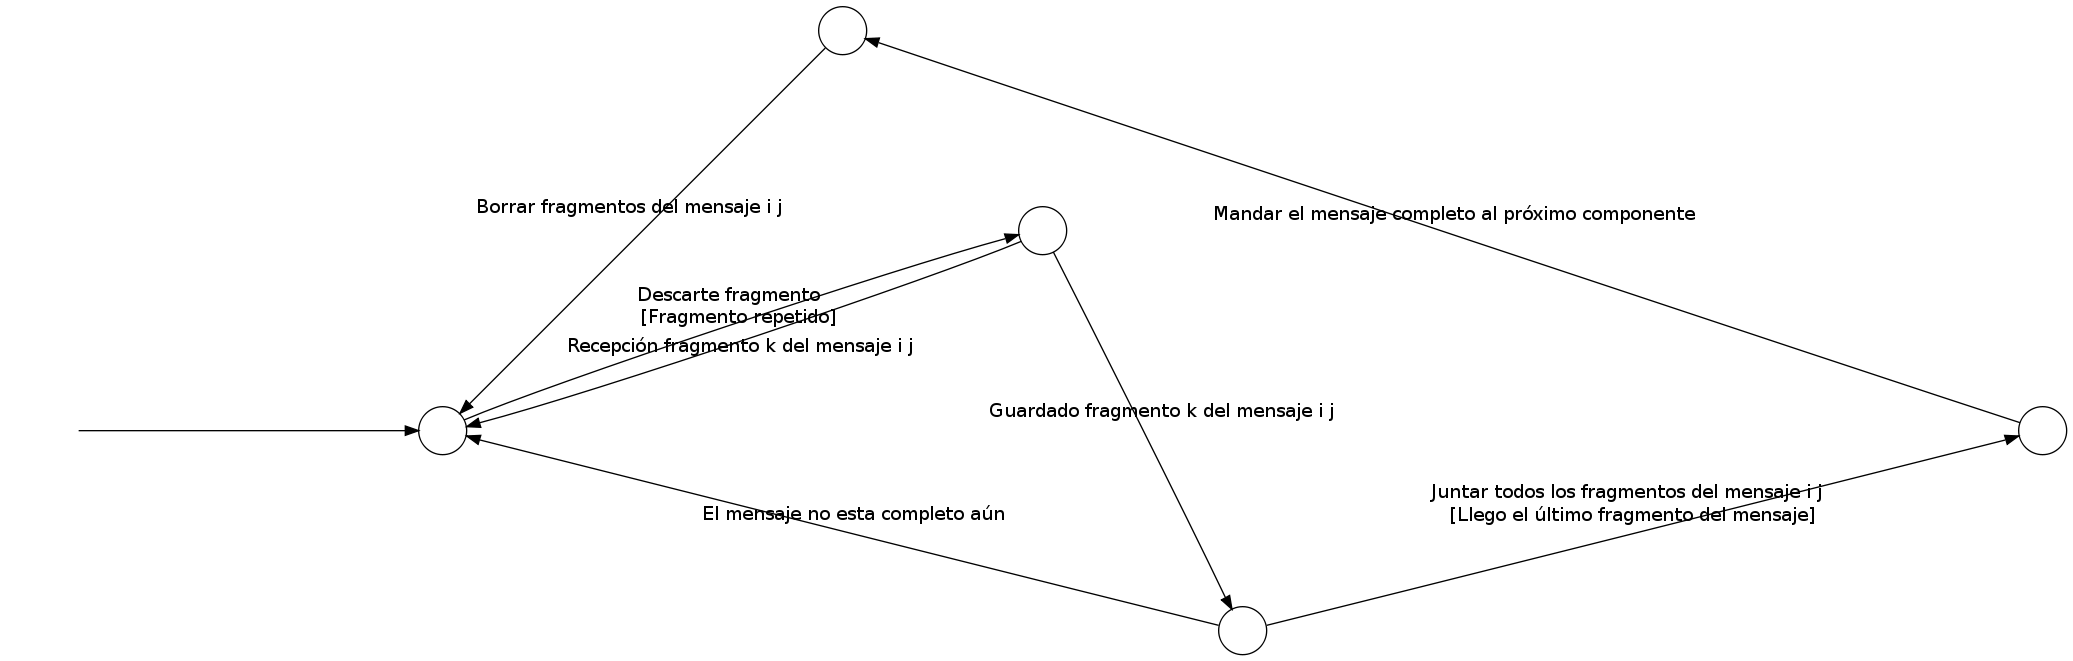 Borrar fragmentos del mensaje i j
Mandar el mensaje completo al próximo componente
Descarte fragmento
[Fragmento repetido]
Recepción fragmento k del mensaje i j
Guardado fragmento k del mensaje i j
El mensaje no esta completo aún
Juntar todos los fragmentos del mensaje i j
[Llego el último fragmento del mensaje]